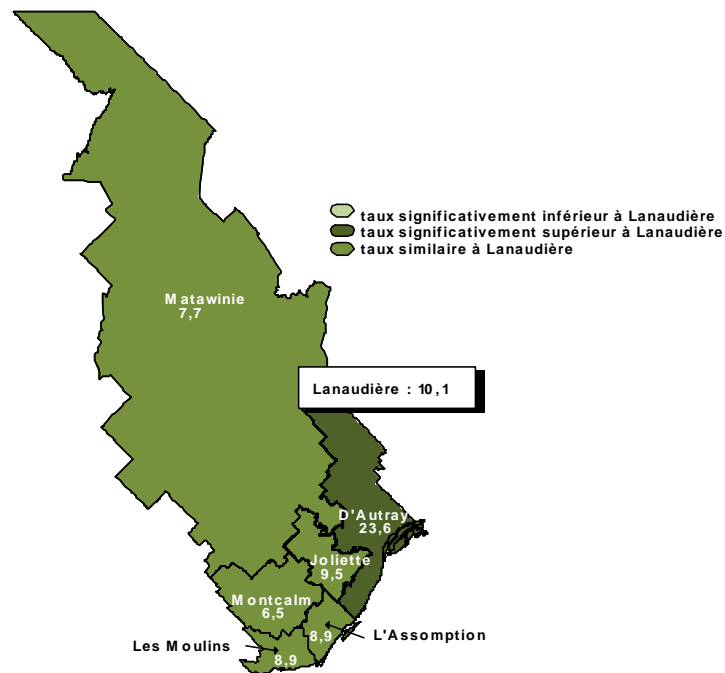 taux significativement inférieur à Lanaudière
taux significativement supérieur à Lanaudière
taux similaire à Lanaudière
Matawinie
7,7
Lanaudière : 10,1
D'Autray
23,6
Joliette
9,5
Montcalm
6,5
L'Assomption
8,9
Les Moulins
8,9